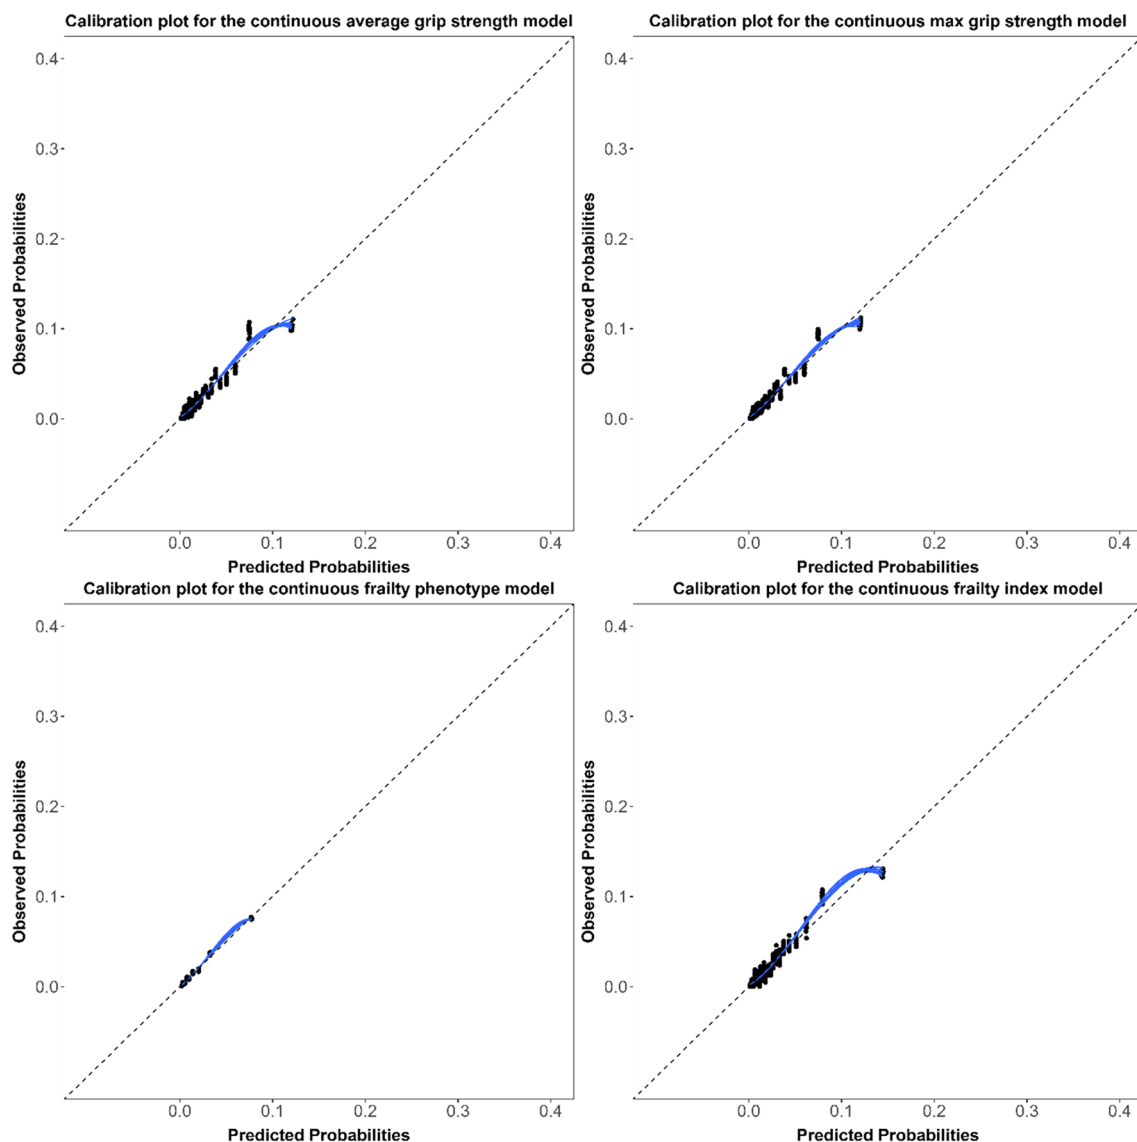 Calibration plot for the continuous average grip strength model
Calibration plot for the continuous max grip strength model
Observed Probabilities
0.4
0.3
0.2
0.1
0.0
0.0 0.1 0.2 0.3 0.4
Predicted Probabilities
Observed Probabilities
0.4
0.3
0.2
0.1
0.0
0.0 0.1 0.2 0.3 0.4
Predicted Probabilities
Calibration plot for the continuous frailty phenotype model
Calibration plot for the continuous frailty index model
Observed Probabilities
0.4
0.3
0.2
0.1
0.0
0.0 0.1 0.2 0.3 0.4
Predicted Probabilities
Observed Probabilities
0.4
0.3
0.2
0.1
0.0
0.0 0.1 0.2 0.3 0.4
Predicted Probabilities